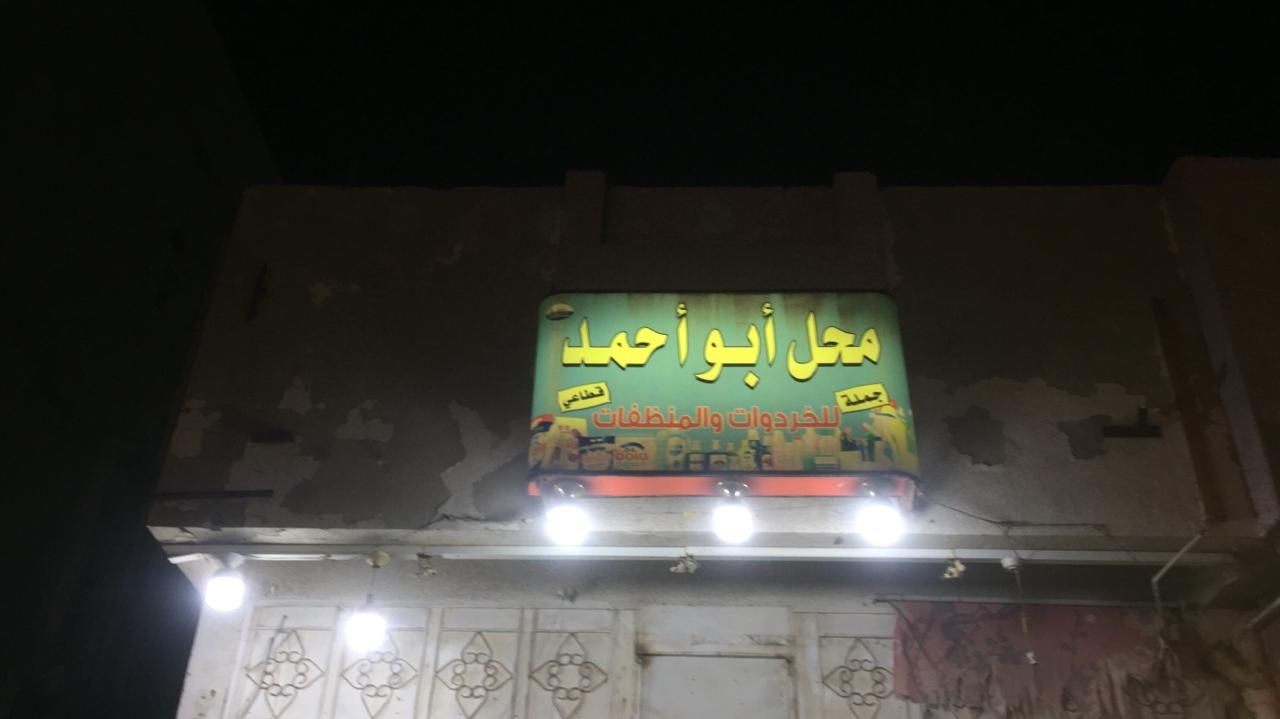 محل أبو أحمد
جملة
قطاعي
للخردوات والمنظفات